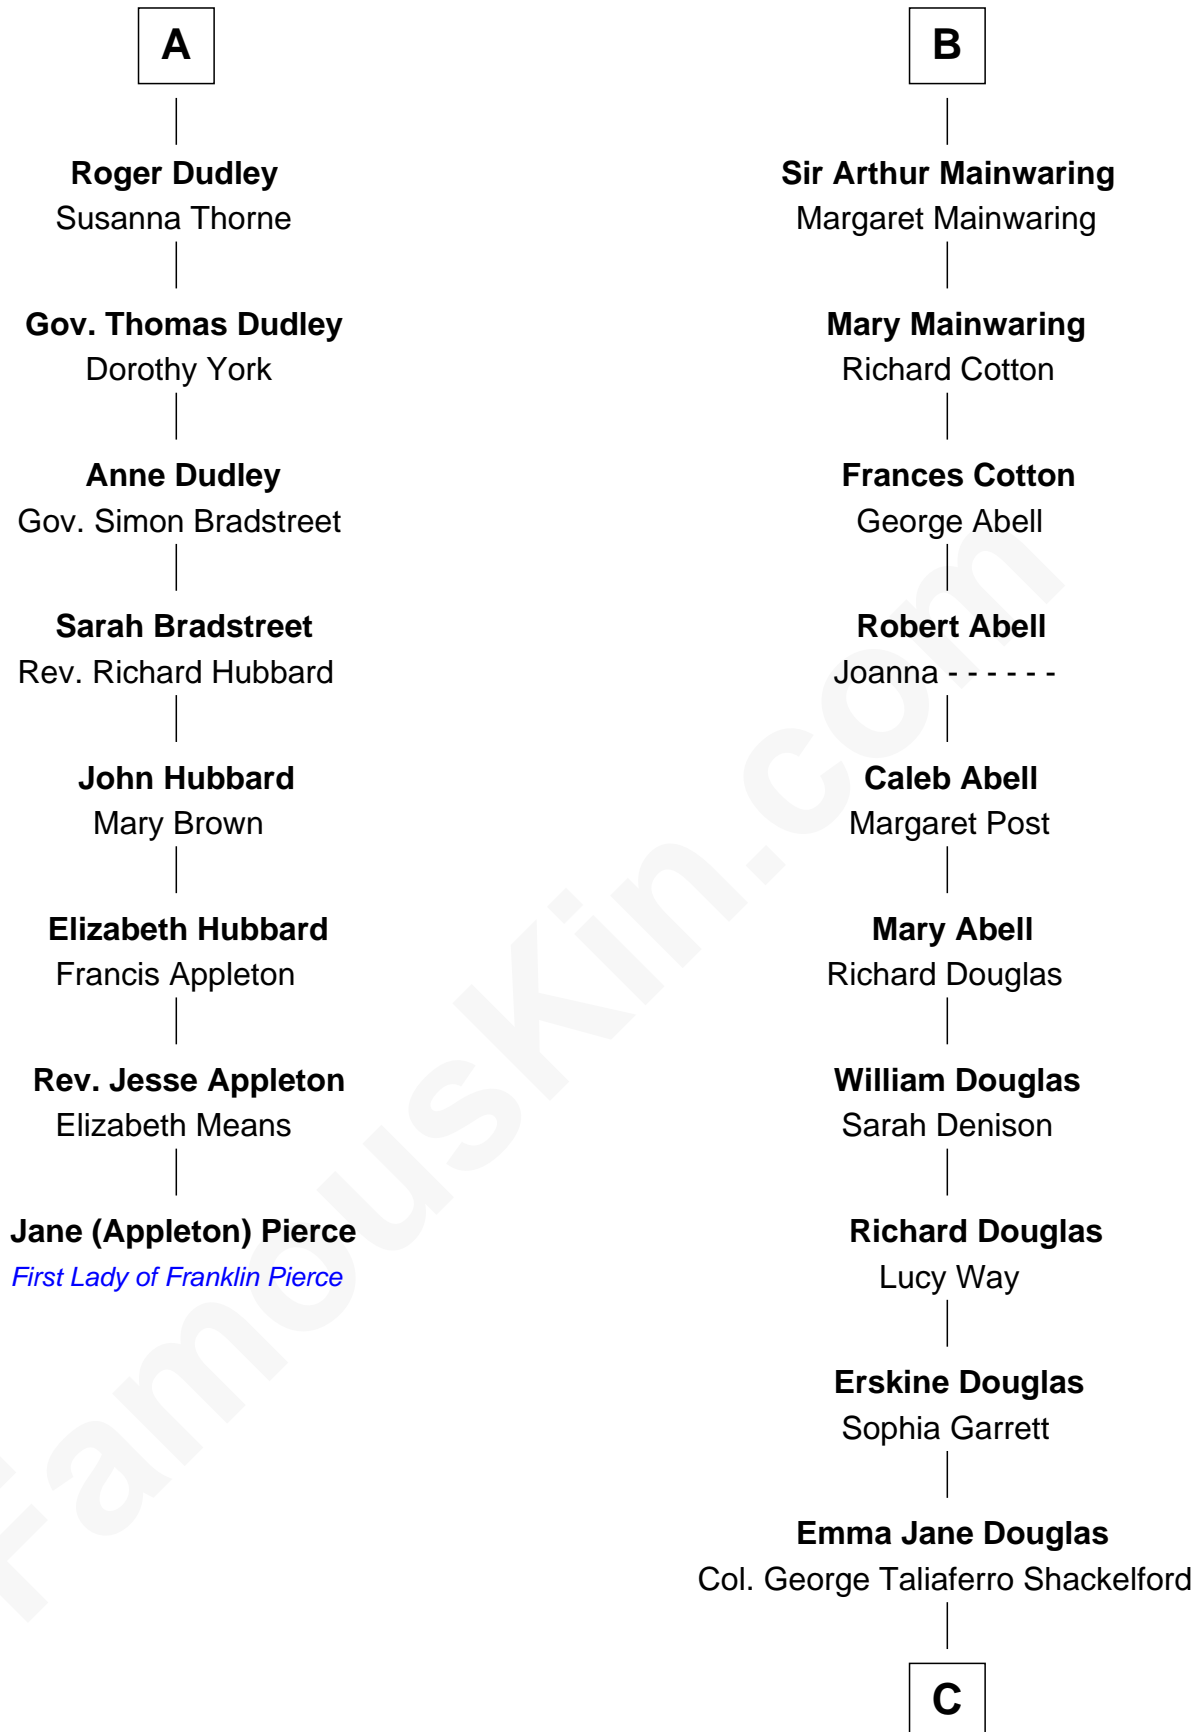 A
Roger Dudley
Susanna Thorne
Gov. Thomas Dudley
Dorothy York
Anne Dudley
Gov. Simon Bradstreet
Sarah Bradstreet
Rev. Richard Hubbard
John Hubbard
Mary Brown
Elizabeth Hubbard
Francis Appleton
Rev. Jesse Appleton
Elizabeth Means
Jane (Appleton) Pierce
First Lady of Franklin Pierce
B
Sir Arthur Mainwaring
Margaret Mainwaring
Mary Mainwaring
Richard Cotton
Frances Cotton
George Abell
Robert Abell
Joanna - - - - - -
Caleb Abell
Margaret Post
Mary Abell
Richard Douglas
William Douglas
Sarah Denison
Richard Douglas
Lucy Way
Erskine Douglas
Sophia Garrett
Emma Jane Douglas
Col. George Taliaferro Shackelford
C
FamousKin.com